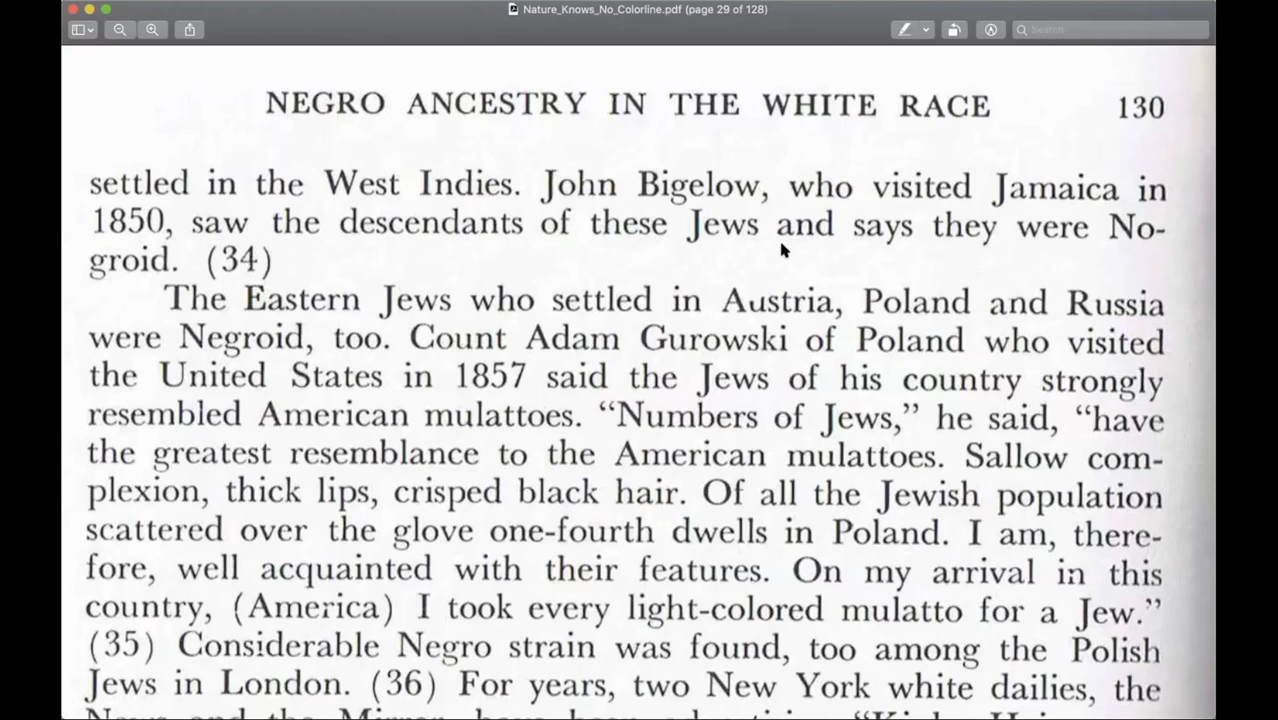 Nature_Knows_No_Colorline.pdf (page 29 of 128)
Search
NEGRO ANCESTRY IN THE WHITE RACE 130
settled in the West Indies. John Bigelow, who visited Jamaica in
1850, saw the descendants of these Jews and says they were No-
groid. (34)
The Eastern Jews who settled in Austria, Poland and Russia
were Negroid, too. Count Adam Gurowski of Poland who visited
the United States in 1857 said the Jews of his country strongly
resembled American mulattoes. “Numbers of Jews,” he said, “have
the greatest resemblance to the American mulattoes. Sallow com-
plexion, thick lips, crisped black hair. Of all the Jewish population
scattered over the glove one-fourth dwells in Poland. I am, there-
fore, well acquainted with their features. On my arrival in this
country, (America) I took every light-colored mulatto for a Jew.”
(35) Considerable Negro strain was found, too among the Polish
Jews in London. (36) For years, two New York white dailies, the